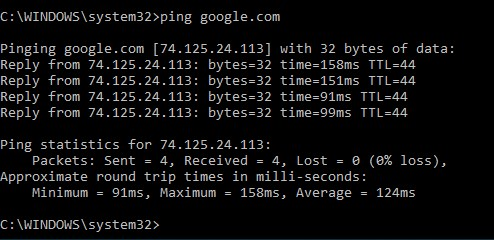 C:\WINDOWS\system32>ping google.com
Pinging google.com [74.125.24.113] with 32 bytes of data:
Reply from 74.125.24.113: bytes=32 time=158ms TTL=44
Reply from 74.125.24.113: bytes=32 time=151ms TTL=44
Reply from 74.125.24.113: bytes=32 time=91ms TTL=44
Reply from 74.125.24.113: bytes=32 time=99ms TTL=44
Ping statistics for 74.125.24.113:
    Packets: Sent = 4, Received = 4, Lost = 0 (0% loss),
Approximate round trip times in milli-seconds:
    Minimum = 91ms, Maximum = 158ms, Average = 124ms
C:\WINDOWS\system32>